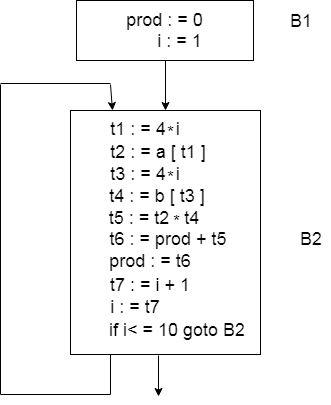 prod : = 0
B1
i : = 1
t1 : = 4*i
t2 : = a [ t1 ]
t3 : = 4*i
t4 : = b [ t3 ]
t5 : = t2 * t4
t6 : = prod + t5
B2
prod : = t6
t7 : = i + 1
i : = t7
if i< = 10 goto B2